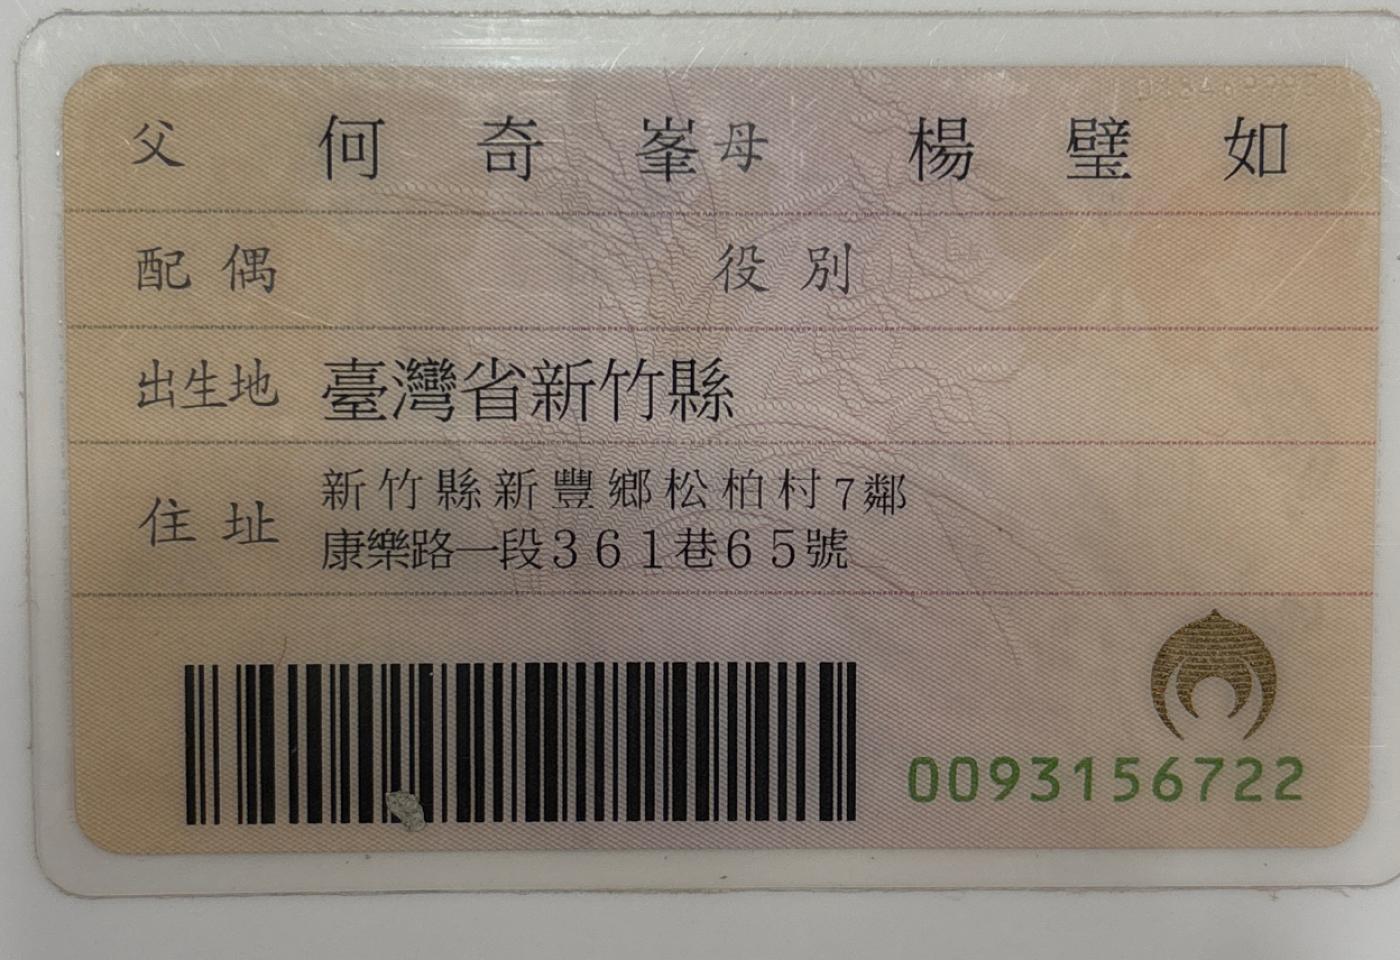 父 何奇峯 母 楊璧如
配偶 役別
出生地 臺灣省新竹縣
住址 新竹縣新豐鄉松柏村7鄰
康樂路一段361巷65號
0093156722